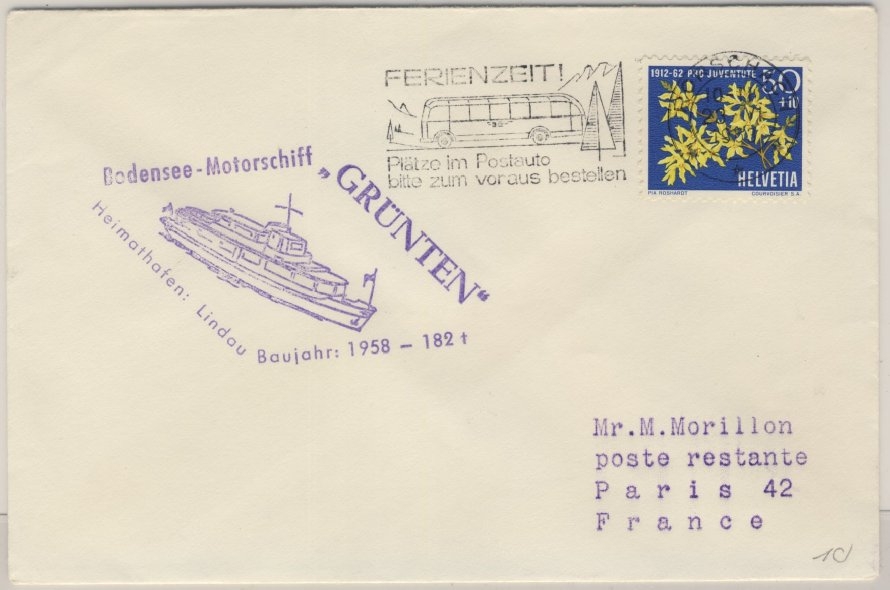 FERIENZEIT!
Plätze im Postauto
bitte zum voraus bestellen
1912-62 PRO JUVENTUTE 50
+10
HELVETIA
PIA ROSHARDT COURVOISIER S.A.
Bodensee-Motorschiff „GRÜNTEN“
Heimathafen: Lindau Baujahr: 1958 – 182 t
Mr.M.Morillon
poste restante
Paris 42
France
10